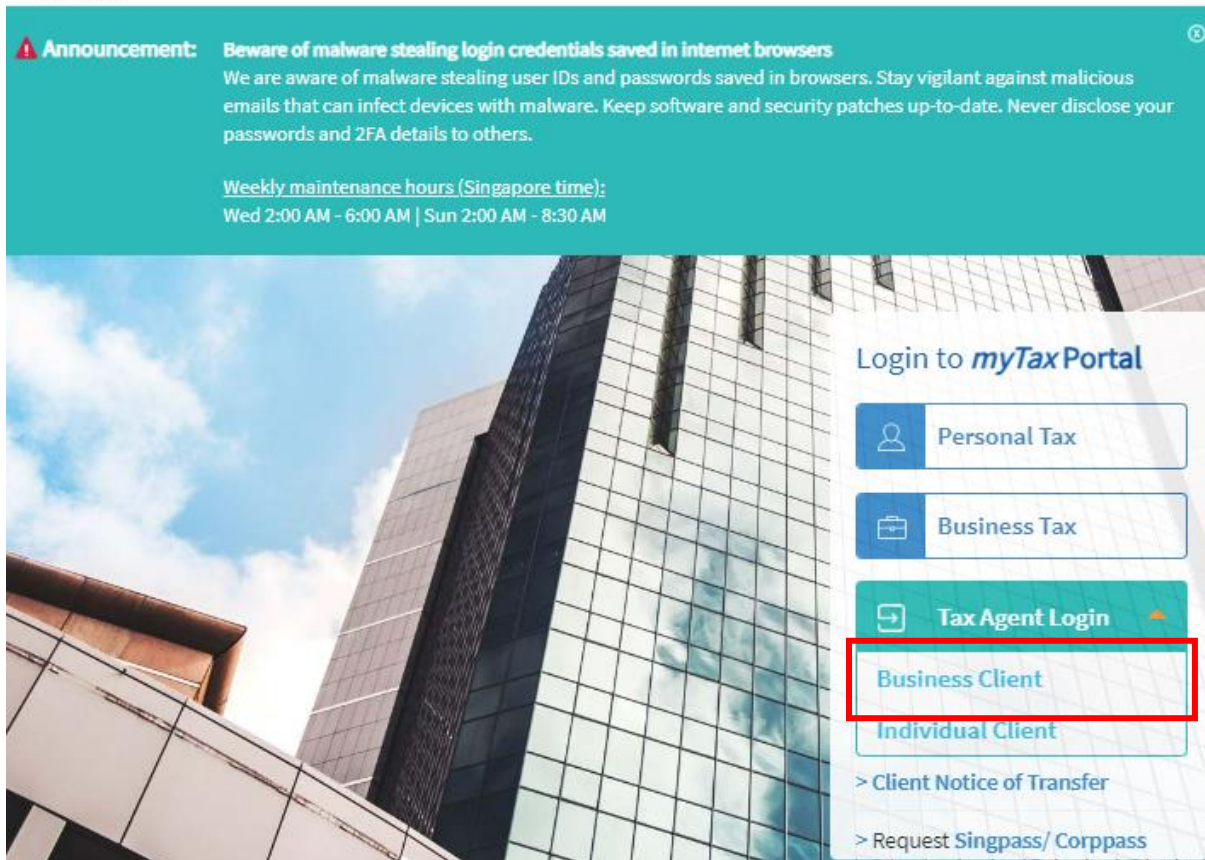 Announcement:
Beware of malware stealing login credentials saved in internet browsers
We are aware of malware stealing user IDs and passwords saved in browsers. Stay vigilant against malicious
emails that can infect devices with malware. Keep software and security patches up-to-date. Never disclose your
passwords and 2FA details to others.
Weekly maintenance hours (Singapore time):
Wed 2:00 AM - 6:00 AM | Sun 2:00 AM - 8:30 AM
Login to myTax Portal
Personal Tax
Business Tax
Tax Agent Login
Business Client
Individual Client
> Client Notice of Transfer
> Request Singpass/ Corppass